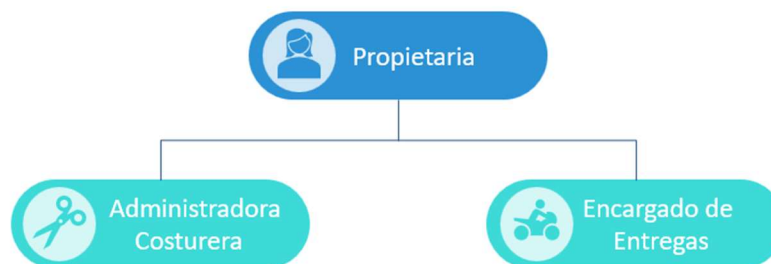 Propietaria
Administradora
Costurera
Encargado de
Entregas